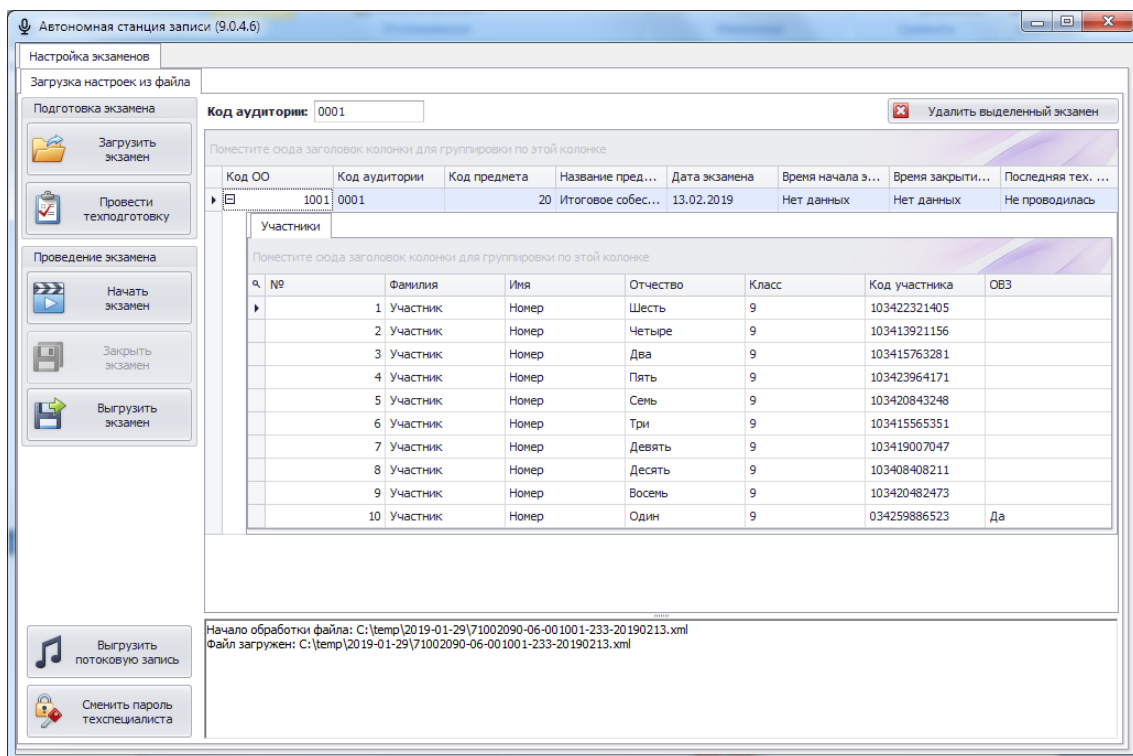 Автономная станция записи (9.0.4.6)
Настройка экзаменов
Загрузка настроек из файла
Подготовка экзамена
Загрузить
экзамен
Провести
техподготовку
Проведение экзамена
Начать
экзамен
Закрыть
экзамен
Выгрузить
экзамен
Выгрузить
потоковую запись
Сменить пароль
техспециалиста
Код аудитории: 0001 Удалить выделенный экзамен
Поместите сюда заголовок колонки для группировки по этой колонке
Код ОО Код аудитории Код предмета Название пред... Дата экзамена Время начала э... Время закрыти... Последняя тех. ...
1001 0001 20 Итоговое собес... 13.02.2019 Нет данных Нет данных Не проводилась
Участники
Поместите сюда заголовок колонки для группировки по этой колонке
№ Фамилия Имя Отчество Класс Код участника ОВЗ
1 Участник Номер Шесть 9 103422321405
2 Участник Номер Четыре 9 103413921156
3 Участник Номер Два 9 103415763281
4 Участник Номер Пять 9 103423964171
5 Участник Номер Семь 9 103420843248
6 Участник Номер Три 9 103415565351
7 Участник Номер Девять 9 103419007047
8 Участник Номер Десять 9 103408408211
9 Участник Номер Восемь 9 103420482473
10 Участник Номер Один 9 034259886523 Да
Начало обработки файла: C:\temp\2019-01-29\71002090-06-001001-233-20190213.xml
Файл загружен: C:\temp\2019-01-29\71002090-06-001001-233-20190213.xml